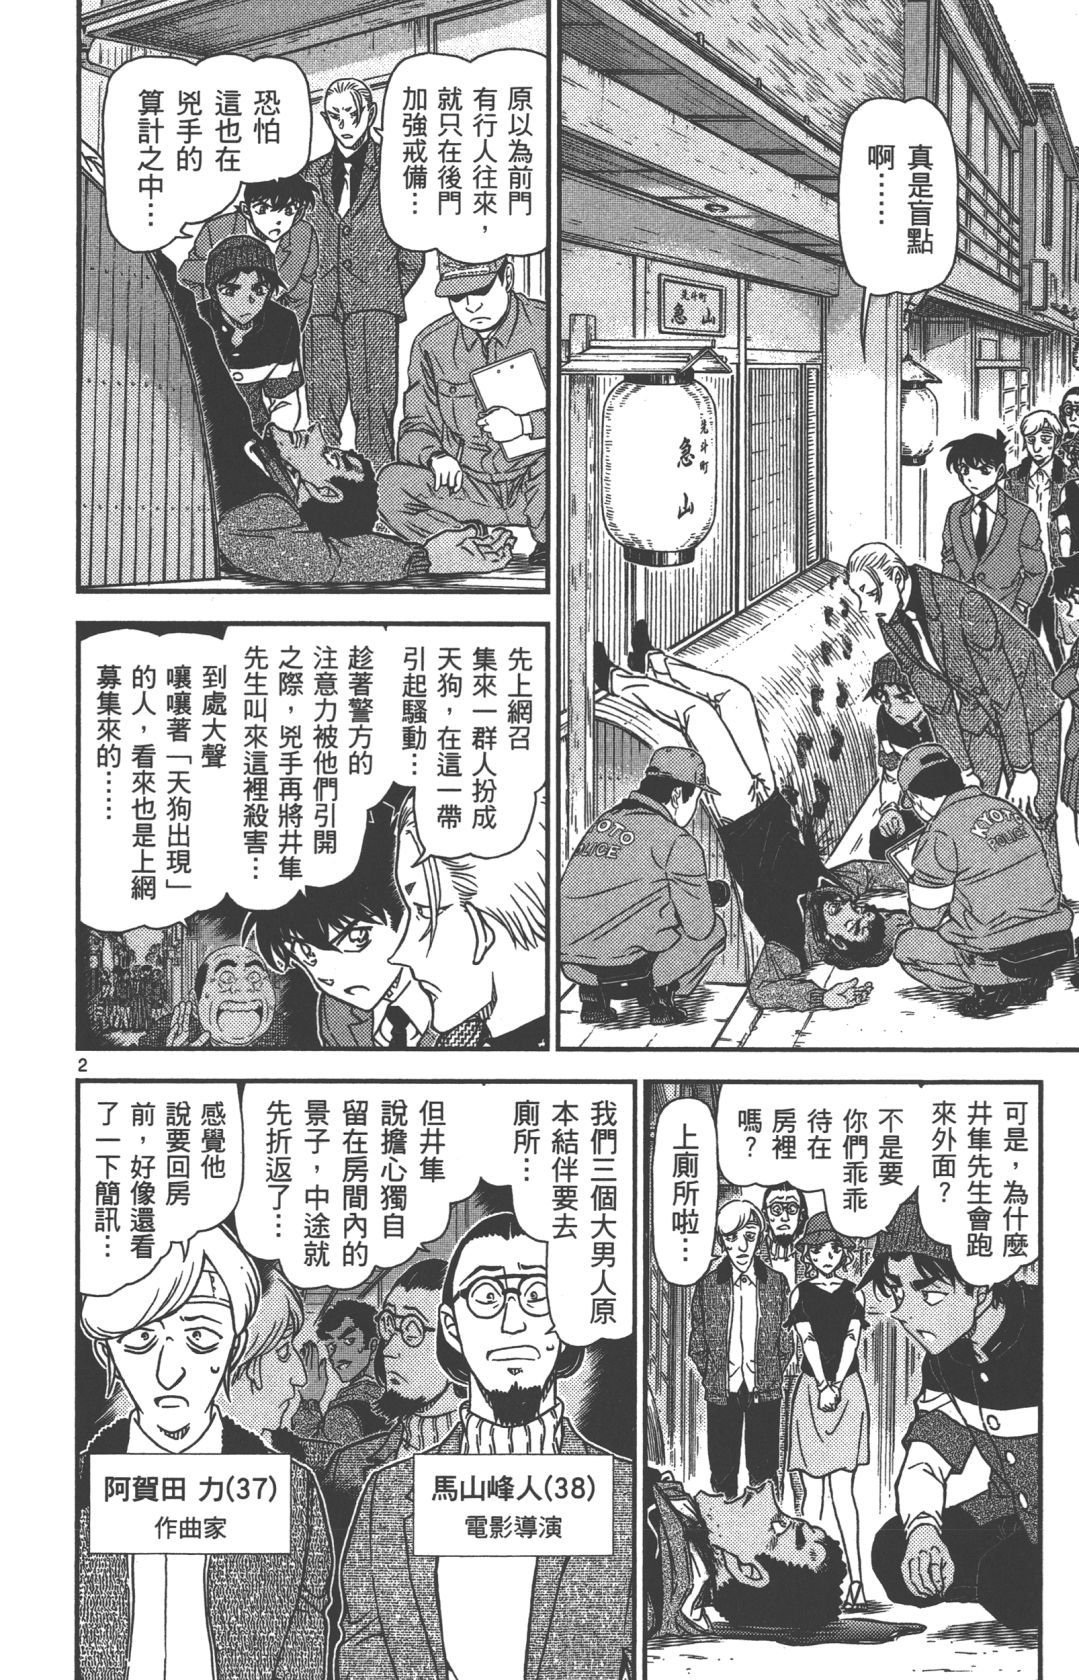 真是盲點
啊……
荒斗町
急山
荒斗町
急山
KYOTO
POLICE
KYOTO
POLICE
原以為前門
有行人往來，
就只在後門
加強戒備…
恐怕
這也在
兇手的
算計之中…
先上網召
集來一群人扮成
天狗，在這一帶
引起騷動…
趁著警方的
注意力被他們引開
之際，兇手再將井隼
先生叫來這裡殺害…
到處大聲
嚷嚷著「天狗出現」
的人，看來也是上網
募集來的……
2
可是，為什麼
井隼先生會跑
來外面？
不是要
你們乖乖
待在
房裡
嗎？
上廁所啦…
我們三個大男人原
本結伴要去
廁所…
但井隼
說擔心獨自
留在房間內的
景子，中途就
先折返了…
感覺他
說要回房
前，好像還看
了一下簡訊…
馬山峰人(38)
電影導演
阿賀田 力(37)
作曲家